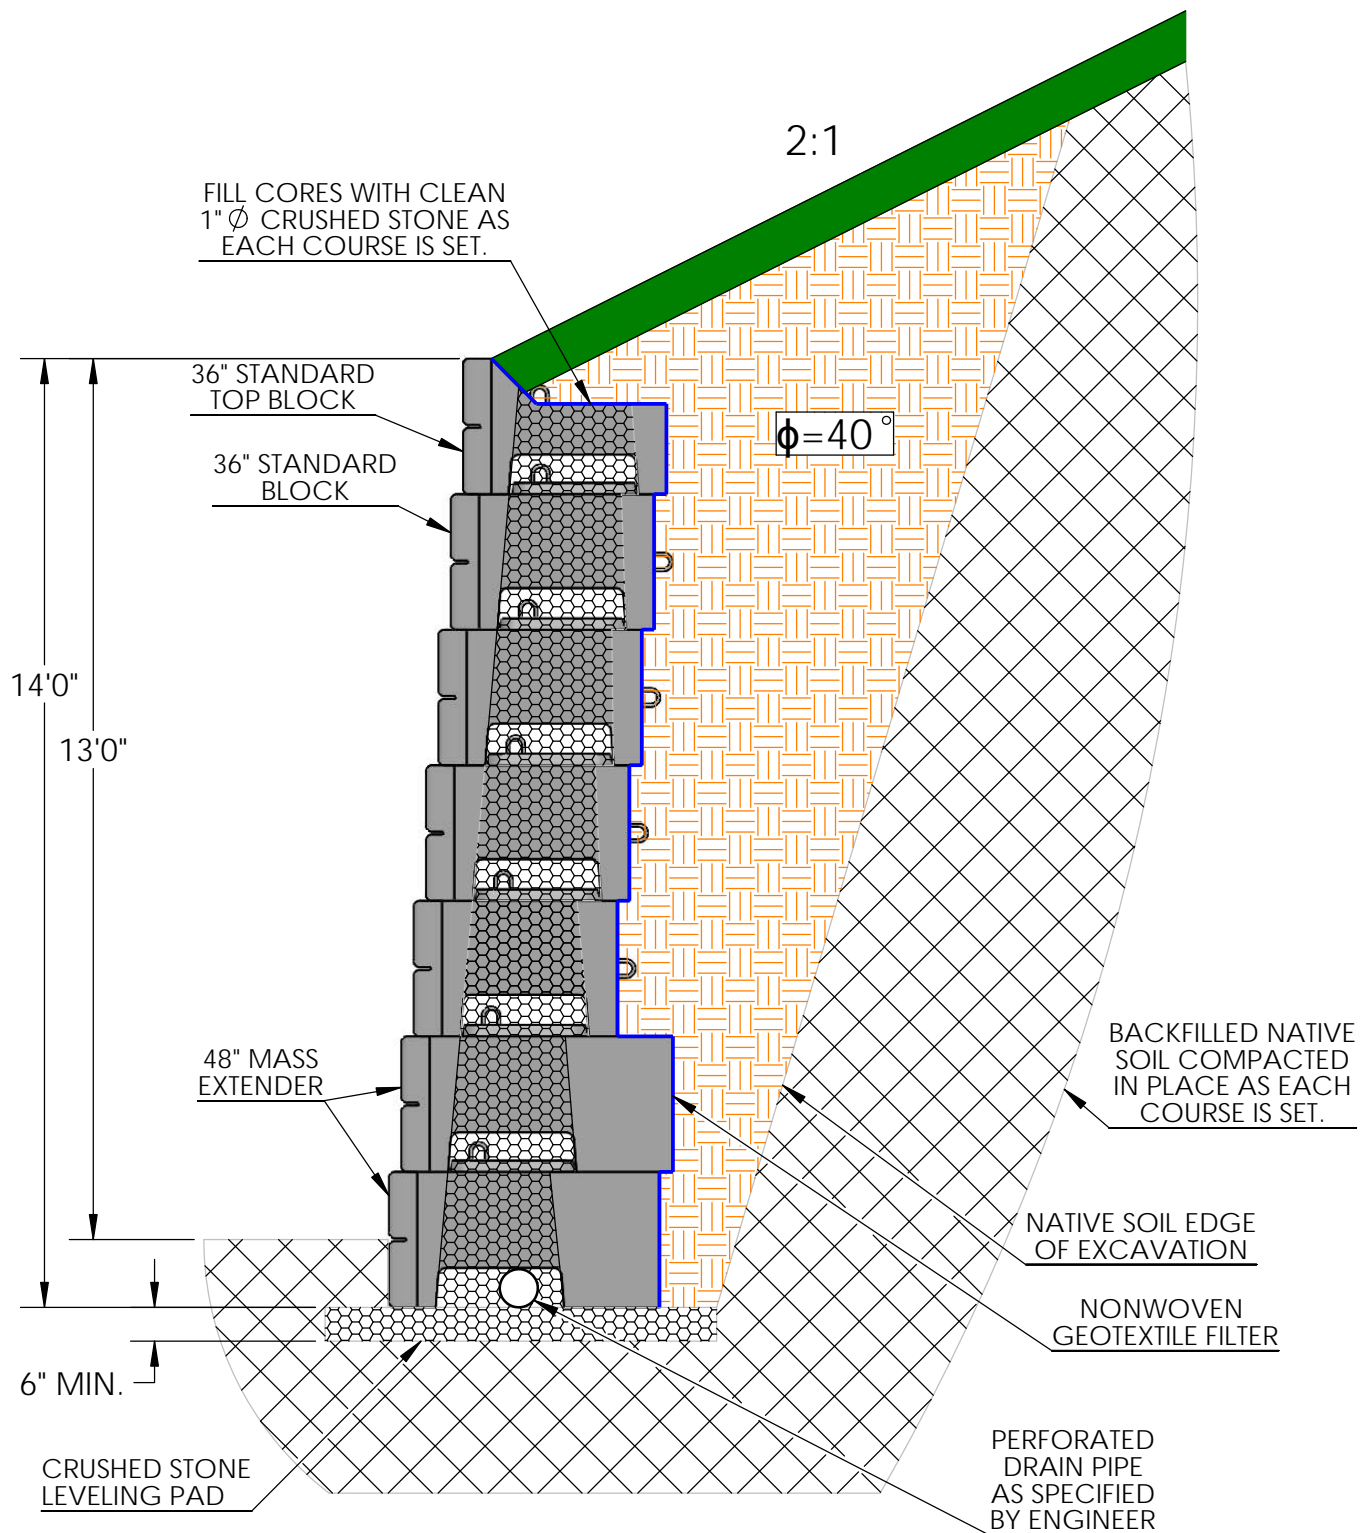 2:1
FILL CORES WITH CLEAN
1" Ø CRUSHED STONE AS
EACH COURSE IS SET.
36" STANDARD
TOP BLOCK
36" STANDARD
BLOCK
ϕ=40°
14'0"
13'0"
48" MASS
EXTENDER
BACKFILLED NATIVE
SOIL COMPACTED
IN PLACE AS EACH
COURSE IS SET.
NATIVE SOIL EDGE
OF EXCAVATION
NONWOVEN
GEOTEXTILE FILTER
6" MIN.
CRUSHED STONE
LEVELING PAD
PERFORATED
DRAIN PIPE
AS SPECIFIED
BY ENGINEER